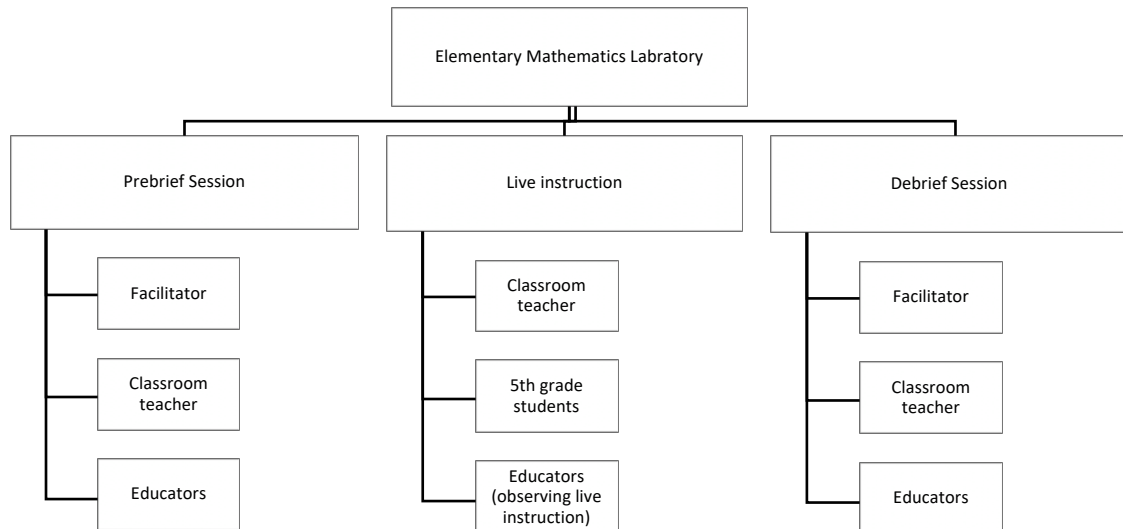 Elementary Mathematics Labratory
Prebrief Session
Live instruction
Debrief Session
Facilitator
Classroom
teacher
Educators
Classroom
teacher
5th grade
students
Educators
(observing live
instruction)
Facilitator
Classroom
teacher
Educators